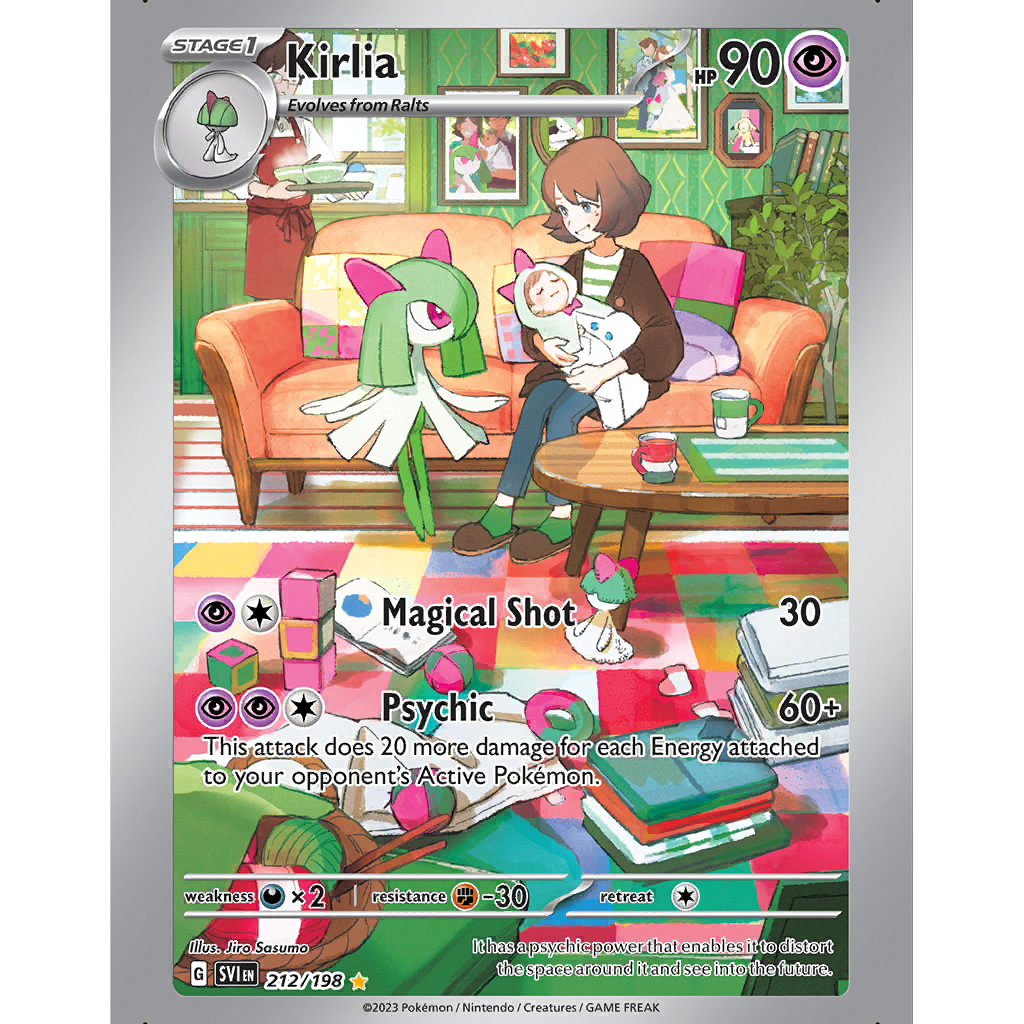 STAGE1 Kirlia HP 90
Evolves from Ralts
Magical Shot 30
Psychic 60+
This attack does 20 more damage for each Energy attached
to your opponent's Active Pokémon.
weakness ×2 resistance -30 retreat
Illus. Jiro Sasumo
It has a psychic power that enables it to distort
the space around it and see into the future.
G SVI EN 212/198
©2023 Pokémon / Nintendo / Creatures / GAME FREAK